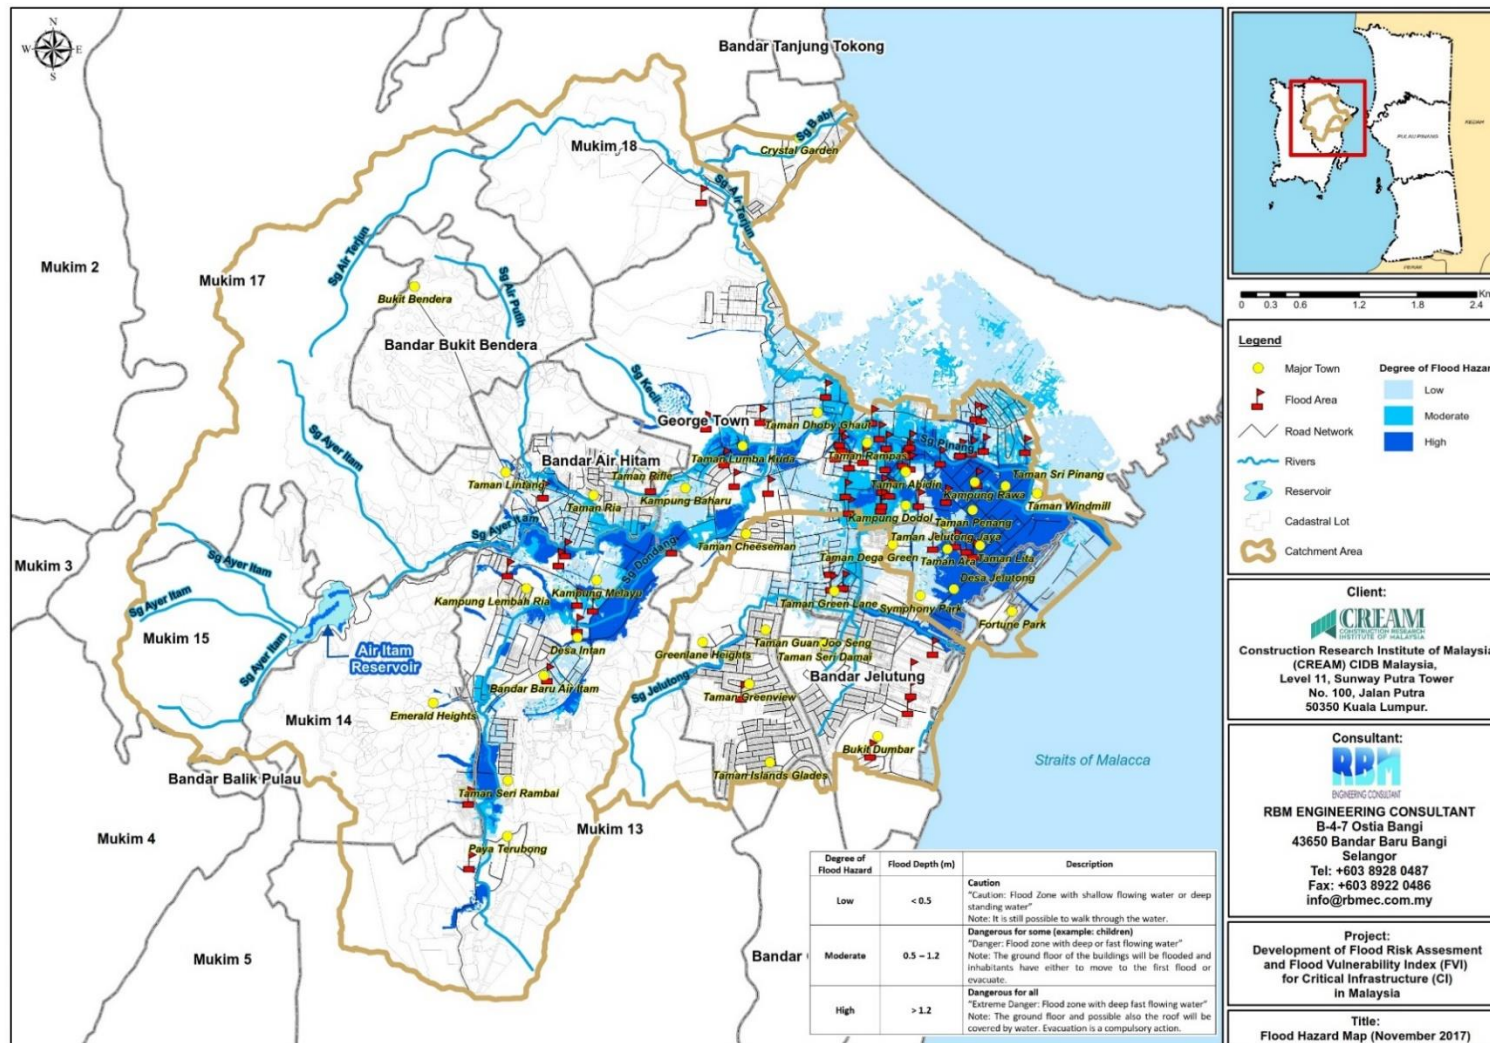 N
W E
S
Bandar Tanjung Tokong
Sg Babi
Crystal Garden
Mukim 18
Sg Air Terjun
Mukim 2
Mukim 17
Sg Air Terjun
Sg Air Putih
Bukit Bendera
Bandar Bukit Bendera
Sg Kecil
George Town
Taman Dhoby Ghaut
Sg Pinang
Sg Ayer Itam
Bandar Air Hitam
Taman Lumba Kuda
Taman Rampas
Taman Lintang
Taman Rifle
Taman Abidin
Taman Sri Pinang
Kampung Baharu
Kampung Rawa
Taman Ria
Taman Windmill
Kampung Dodol
Taman Penang
Sg Ayer Itam
Taman Cheeseman
Taman Jelutong Jaya
Sg Dondang
Taman Dega Green
Taman Lita
Taman Ara
Mukim 3
Sg Ayer Itam
Desa Jelutong
Kampung Lembah Ria
Kampung Melayu
Taman Green Lane
Symphony Park
Sg Ayer Itam
Fortune Park
Mukim 15
Air Itam
Reservoir
Sg Ayer Itam
Desa Intan
Greenlane Heights
Taman Guan Joo Seng
Taman Seri Damai
Bandar Jelutung
Sg Jelutong
Bandar Baru Air Itam
Taman Greenview
Mukim 14
Emerald Heights
Bukit Dumbar
Straits of Malacca
Bandar Balik Pulau
Taman Islands Glades
Taman Seri Rambai
Mukim 4
Mukim 13
Paya Terubong
Mukim 5
Bandar
Degree of Flood Hazard Flood Depth (m) Description
Low < 0.5 Caution
"Caution: Flood Zone with shallow flowing water or deep
standing water"
Note: It is still possible to walk through the water.
Moderate 0.5 – 1.2 Dangerous for some (example: children)
"Danger: Flood zone with deep or fast flowing water"
Note: The ground floor of the buildings will be flooded and
inhabitants have either to move to the first flood or
evacuate.
High > 1.2 Dangerous for all
"Extreme Danger: Flood zone with deep fast flowing water"
Note: The ground floor and possible also the roof will be
covered by water. Evacuation is a compulsory action.
PULAU PINANG
KEDAH
PERAK
0 0.3 0.6 1.2 1.8 2.4
Km
Legend
Major Town
Flood Area
Road Network
Rivers
Reservoir
Cadastral Lot
Catchment Area
Degree of Flood Hazar
Low
Moderate
High
Client:
CREAM
CONSTRUCTION RESEARCH
INSTITUTE OF MALAYSIA
Construction Research Institute of Malaysia
(CREAM) CIDB Malaysia,
Level 11, Sunway Putra Tower
No. 100, Jalan Putra
50350 Kuala Lumpur.
Consultant:
RBM
ENGINEERING CONSULTANT
RBM ENGINEERING CONSULTANT
B-4-7 Ostia Bangi
43650 Bandar Baru Bangi
Selangor
Tel: +603 8928 0487
Fax: +603 8922 0486
info@rbmec.com.my
Project:
Development of Flood Risk Assesment
and Flood Vulnerability Index (FVI)
for Critical Infrastructure (CI)
in Malaysia
Title:
Flood Hazard Map (November 2017)